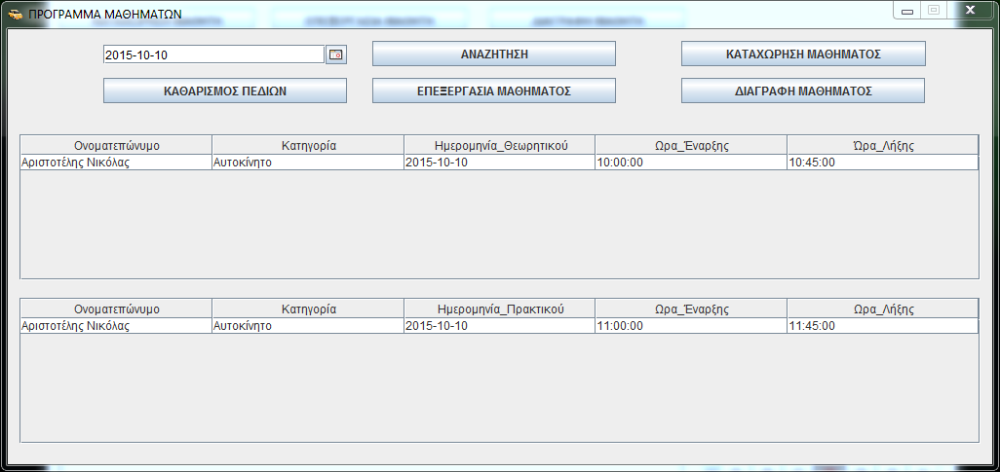 ΠΡΟΓΡΑΜΜΑ ΜΑΘΗΜΑΤΩΝ
2015-10-10 ΑΝΑΖΗΤΗΣΗ ΚΑΤΑΧΩΡΗΣΗ ΜΑΘΗΜΑΤΟΣ
ΚΑΘΑΡΙΣΜΟΣ ΠΕΔΙΩΝ ΕΠΕΞΕΡΓΑΣΙΑ ΜΑΘΗΜΑΤΟΣ ΔΙΑΓΡΑΦΗ ΜΑΘΗΜΑΤΟΣ
Ονοματεπώνυμο Κατηγορία Ημερομηνία_Θεωρητικού Ωρα_Έναρξης Ώρα_Λήξης
Αριστοτέλης Νικόλας Αυτοκίνητο 2015-10-10 10:00:00 10:45:00
Ονοματεπώνυμο Κατηγορία Ημερομηνία_Πρακτικού Ωρα_Έναρξης Ωρα_Λήξης
Αριστοτέλης Νικόλας Αυτοκίνητο 2015-10-10 11:00:00 11:45:00